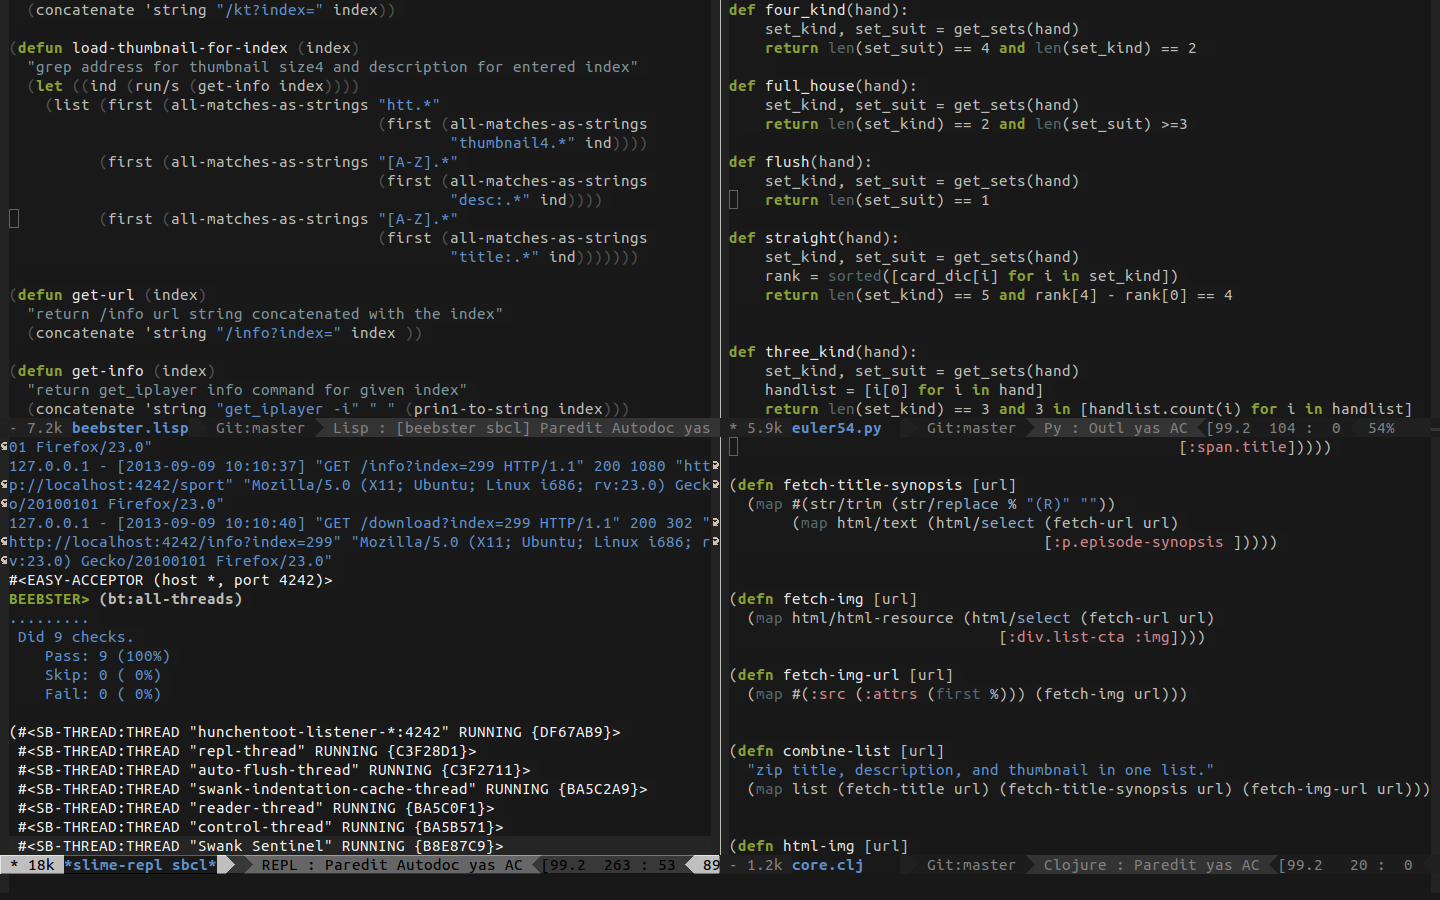 (concatenate 'string "/kt?index=" index))
(defun load-thumbnail-for-index (index)
"grep address for thumbnail size4 and description for entered index"
(let ((ind (run/s (get-info index))))
(list (first (all-matches-as-strings "htt.*"
(first (all-matches-as-strings
"thumbnail4.*" ind))))
(first (all-matches-as-strings "[A-Z].*"
(first (all-matches-as-strings
"desc:.*" ind))))
(first (all-matches-as-strings "[A-Z].*"
(first (all-matches-as-strings
"title:.*" ind)))))))
(defun get-url (index)
"return /info url string concatenated with the index"
(concatenate 'string "/info?index=" index ))
(defun get-info (index)
"return get_iplayer info command for given index"
(concatenate 'string "get_iplayer -i" " " (prin1-to-string index)))
- 7.2k beebster.lisp Git:master Lisp : [beebster sbcl] Paredit Autodoc yas
01 Firefox/23.0"
127.0.0.1 - [2013-09-09 10:10:37] "GET /info?index=299 HTTP/1.1" 200 1080 "htt
p://localhost:4242/sport" "Mozilla/5.0 (X11; Ubuntu; Linux i686; rv:23.0) Geck
o/20100101 Firefox/23.0"
127.0.0.1 - [2013-09-09 10:10:40] "GET /download?index=299 HTTP/1.1" 200 302 "
http://localhost:4242/info?index=299" "Mozilla/5.0 (X11; Ubuntu; Linux i686; r
v:23.0) Gecko/20100101 Firefox/23.0"
#<EASY-ACCEPTOR (host *, port 4242)>
BEEBSTER> (bt:all-threads)
.........
Did 9 checks.
Pass: 9 (100%)
Skip: 0 ( 0%)
Fail: 0 ( 0%)
(#<SB-THREAD:THREAD "hunchentoot-listener-*:4242" RUNNING {DF67AB9}>
#<SB-THREAD:THREAD "repl-thread" RUNNING {C3F28D1}>
#<SB-THREAD:THREAD "auto-flush-thread" RUNNING {C3F2711}>
#<SB-THREAD:THREAD "swank-indentation-cache-thread" RUNNING {BA5C2A9}>
#<SB-THREAD:THREAD "reader-thread" RUNNING {BA5C0F1}>
#<SB-THREAD:THREAD "control-thread" RUNNING {BA5B571}>
#<SB-THREAD:THREAD "Swank Sentinel" RUNNING {B8E87C9}>
* 18k *slime-repl sbcl* REPL : Paredit Autodoc yas AC [99.2 263 : 53 89
def four_kind(hand):
set_kind, set_suit = get_sets(hand)
return len(set_suit) == 4 and len(set_kind) == 2
def full_house(hand):
set_kind, set_suit = get_sets(hand)
return len(set_kind) == 2 and len(set_suit) >=3
def flush(hand):
set_kind, set_suit = get_sets(hand)
return len(set_suit) == 1
def straight(hand):
set_kind, set_suit = get_sets(hand)
rank = sorted([card_dic[i] for i in set_kind])
return len(set_kind) == 5 and rank[4] - rank[0] == 4
def three_kind(hand):
set_kind, set_suit = get_sets(hand)
handlist = [i[0] for i in hand]
return len(set_kind) == 3 and 3 in [handlist.count(i) for i in handlist]
* 5.9k euler54.py Git:master Py : Outl yas AC [99.2 104 : 0 54%
[:span.title]))))
(defn fetch-title-synopsis [url]
(map #(str/trim (str/replace % "(R)" ""))
(map html/text (html/select (fetch-url url)
[:p.episode-synopsis ]))))
(defn fetch-img [url]
(map html/html-resource (html/select (fetch-url url)
[:div.list-cta :img])))
(defn fetch-img-url [url]
(map #(:src (:attrs (first %))) (fetch-img url)))
(defn combine-list [url]
"zip title, description, and thumbnail in one list."
(map list (fetch-title url) (fetch-title-synopsis url) (fetch-img-url url)))
(defn html-img [url]
- 1.2k core.clj Git:master Clojure : Paredit yas AC [99.2 20 : 0